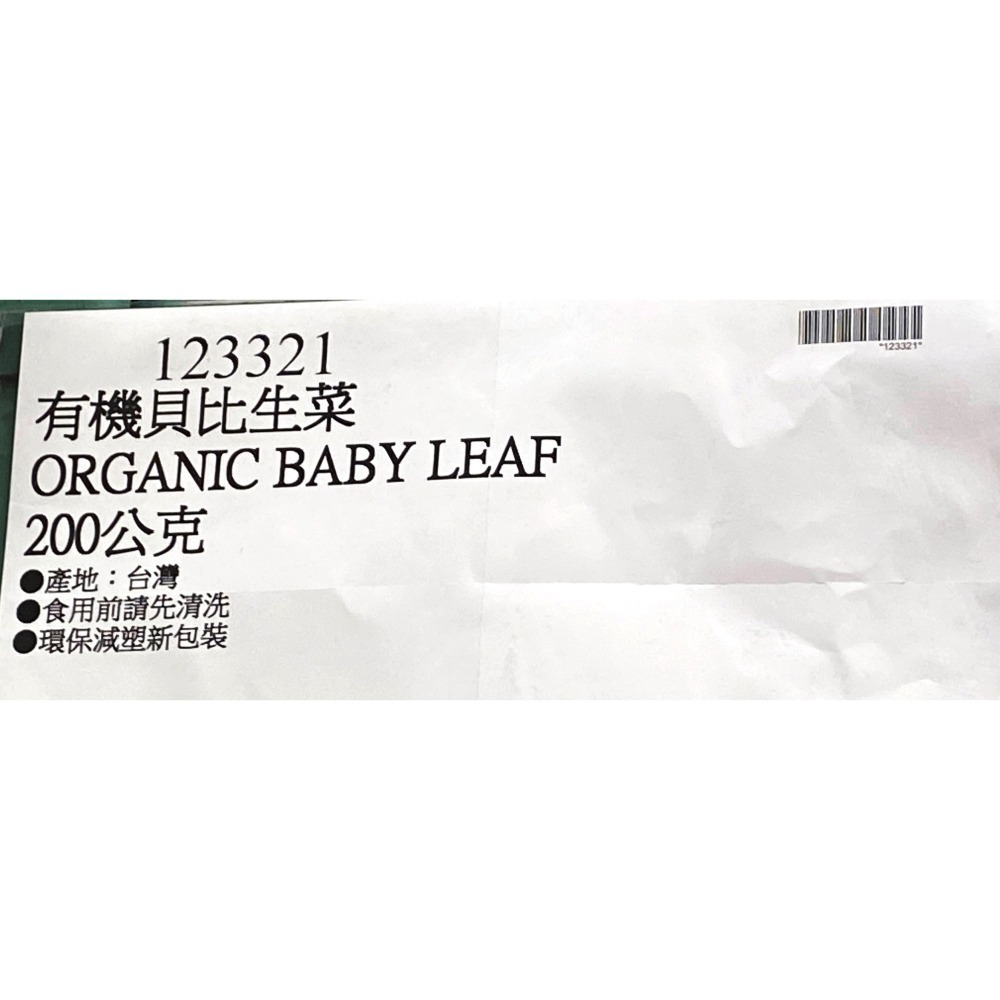 123321
"123321"
有機貝比生菜
ORGANIC BABY LEAF
200公克
●產地：台灣
●食用前請先清洗
●環保減塑新包裝